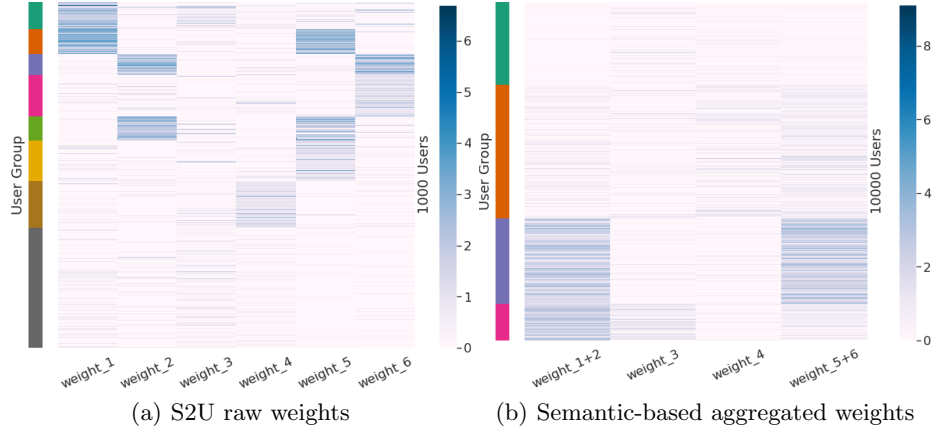 User Group
weight_1
weight_2
weight_3
weight_4
weight_5
weight_6
6
5
4
3
2
1
0
1000 Users
(a) S2U raw weights
User Group
weight_1+2
weight_3
weight_4
weight_5+6
8
6
4
2
0
10000 Users
(b) Semantic-based aggregated weights